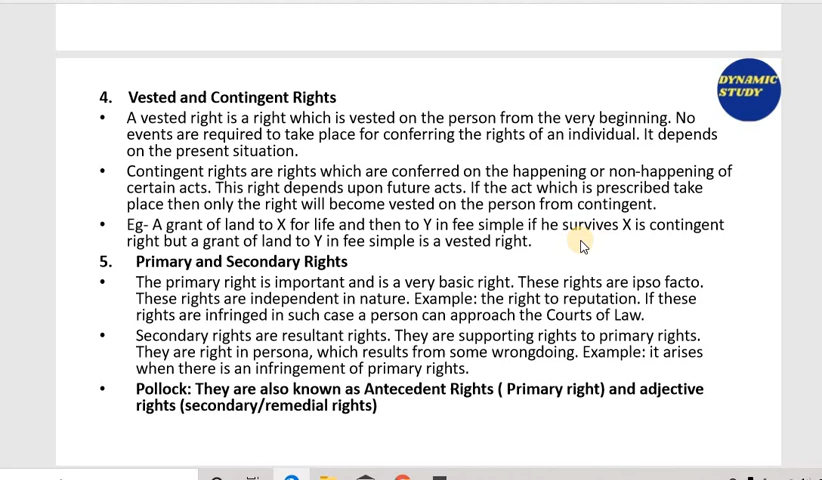 DYNAMIC
STUDY
4. Vested and Contingent Rights
• A vested right is a right which is vested on the person from the very beginning. No
events are required to take place for conferring the rights of an individual. It depends
on the present situation.
• Contingent rights are rights which are conferred on the happening or non-happening of
certain acts. This right depends upon future acts. If the act which is prescribed take
place then only the right will become vested on the person from contingent.
• Eg- A grant of land to X for life and then to Y in fee simple if he survives X is contingent
right but a grant of land to Y in fee simple is a vested right.
5. Primary and Secondary Rights
• The primary right is important and is a very basic right. These rights are ipso facto.
These rights are independent in nature. Example: the right to reputation. If these
rights are infringed in such case a person can approach the Courts of Law.
• Secondary rights are resultant rights. They are supporting rights to primary rights.
They are right in persona, which results from some wrongdoing. Example: it arises
when there is an infringement of primary rights.
• Pollock: They are also known as Antecedent Rights ( Primary right) and adjective
rights (secondary/remedial rights)